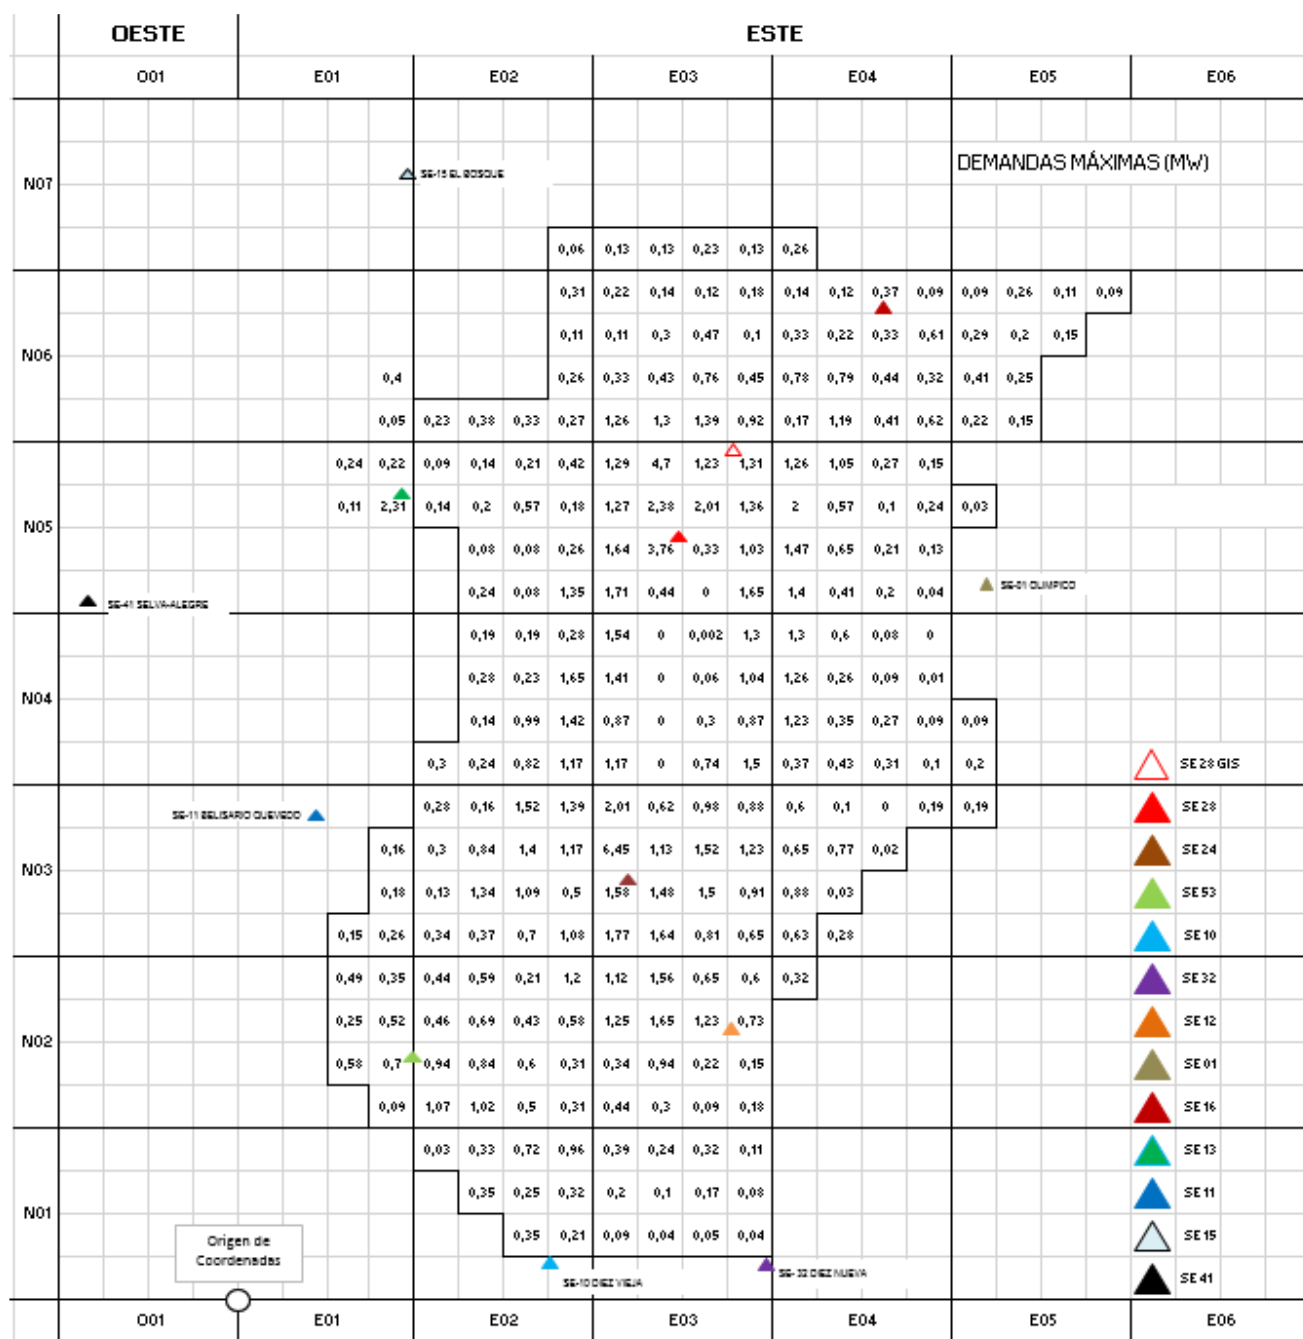 OESTE ESTE
O01 E01 E02 E03 E04 E05 E06
DEMANDAS MÁXIMAS (MW)
SE-15 EL BOSQUE
N07
0,06 0,13 0,13 0,23 0,13 0,26
0,31 0,22 0,14 0,12 0,18 0,14 0,12 0,37 0,09 0,09 0,26 0,11 0,09
0,11 0,11 0,3 0,47 0,1 0,33 0,22 0,33 0,61 0,29 0,2 0,15
N06
0,4 0,26 0,33 0,43 0,76 0,45 0,78 0,79 0,44 0,32 0,41 0,25
0,05 0,23 0,38 0,33 0,27 1,26 1,3 1,39 0,92 0,17 1,19 0,41 0,62 0,22 0,15
0,24 0,22 0,09 0,14 0,21 0,42 1,29 4,7 1,23 1,31 1,26 1,05 0,27 0,15
0,11 2,31 0,14 0,2 0,57 0,18 1,27 2,38 2,01 1,36 2 0,57 0,1 0,24 0,03
N05
0,08 0,08 0,26 1,64 3,76 0,33 1,03 1,47 0,65 0,21 0,13
0,24 0,08 1,35 1,71 0,44 0 1,65 1,4 0,41 0,2 0,04
SE-01 OLIMPICO
SE-41 SELVA-ALEGRE
0,19 0,19 0,28 1,54 0 0,002 1,3 1,3 0,6 0,08 0
0,28 0,23 1,65 1,41 0 0,06 1,04 1,26 0,26 0,09 0,01
N04
0,14 0,99 1,42 0,87 0 0,3 0,87 1,23 0,35 0,27 0,09 0,09
0,3 0,24 0,82 1,17 1,17 0 0,74 1,5 0,37 0,43 0,31 0,1 0,2
SE 28 GIS
0,28 0,16 1,52 1,39 2,01 0,62 0,98 0,88 0,6 0,1 0 0,19 0,19
SE 28
SE-11 BELISARIO QUEVEDO
0,16 0,3 0,84 1,4 1,17 6,45 1,13 1,52 1,23 0,65 0,77 0,02
SE 24
N03
0,18 0,13 1,34 1,09 0,5 1,58 1,48 1,5 0,91 0,88 0,03
SE 53
0,15 0,26 0,34 0,37 0,7 1,08 1,77 1,64 0,81 0,65 0,63 0,28
SE 10
0,49 0,35 0,44 0,59 0,21 1,2 1,12 1,56 0,65 0,6 0,32
SE 32
0,25 0,52 0,46 0,69 0,43 0,58 1,25 1,65 1,23 0,73
SE 12
N02
0,58 0,7 0,94 0,84 0,6 0,31 0,34 0,94 0,22 0,15
SE 01
0,09 1,07 1,02 0,5 0,31 0,44 0,3 0,09 0,18
SE 16
0,03 0,33 0,72 0,96 0,39 0,24 0,32 0,11
SE 13
0,35 0,25 0,32 0,2 0,1 0,17 0,08
SE 11
N01
0,35 0,21 0,09 0,04 0,05 0,04
SE 15
Origen de
Coordenadas
SE-10 DIEZ VIEJA
SE-32 DIEZ NUEVA
SE 41
O01 E01 E02 E03 E04 E05 E06